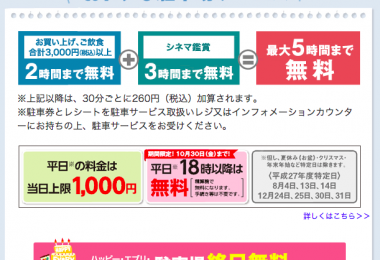 お買い上げ、ご飲食
合計3,000円(税込)以上
2時間まで無料
+
シネマ鑑賞
3時間まで無料
=
最大5時間まで
無料
※上記以降は、30分ごとに260円（税込）加算されます。
※駐車券とレシートを駐車サービス取扱いレジ又はインフォメーションカウンタ
ーにお持ちの上、駐車サービスをお受けください。
平日※の料金は
当日上限1,000円
期間限定！10月30日(金)まで！
平日※18時以降は
無料
精算機で
無料になります。
手続き等は不要です。
※但し、夏休み(お盆)・クリスマス・
年末年始など特定日は除きます。
〈平成27年度特定日〉
8月4日、13日、14日
12月24日、25日、30日、31日
詳しくはこちら>>
ハッピー・エブリ・